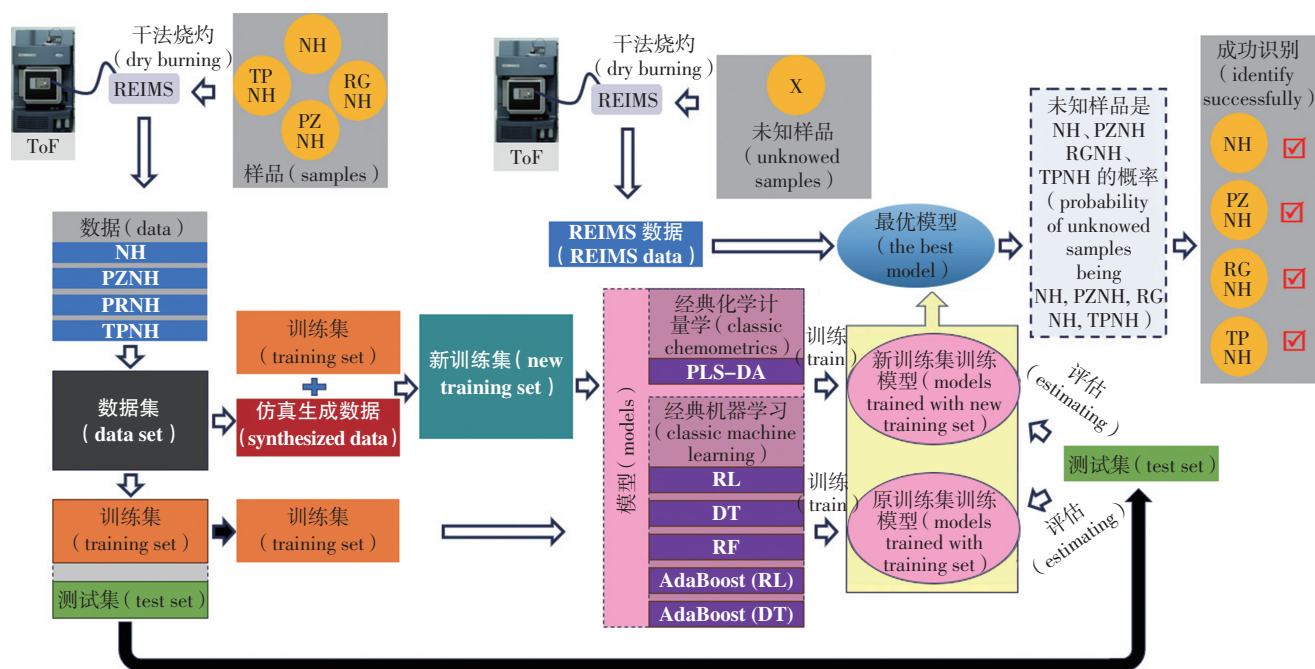 干法烧灼
(dry burning)
REIMS
ToF
NH
TP
NH
RG
NH
PZ
NH
样品(samples)
干法烧灼
(dry burning)
REIMS
ToF
X
未知样品
(unknowed
samples)
未知样品是
NH、PZNH
RGNH、
TPNH 的概率
(probability
of unknowed
samples
being
NH, PZNH, RG
NH, TPNH)
成功识别
(identify
successfully)
NH
PZ
NH
RG
NH
TP
NH
数据(data)
NH
PZNH
PRNH
TPNH
数据集
(data set)
训练集
(training set)
测试集(test set)
训练集
(training set)
仿真生成数据
(synthesized data)
训练集
(training set)
新训练集(new
training set)
REIMS 数据
(REIMS data)
最优模型
(the best
model)
模型(models)
经典化学计
量学(classic
chemometrics)
PLS-DA
经典机器学习
(classic machine
learning)
RL
DT
RF
AdaBoost (RL)
AdaBoost (DT)
训练
(train)
训练
(train)
新训练集训练
模型(models
trained with new
training set)
原训练集训练
模型(models
trained with
training set)
评估
(estimating)
评估
(estimating)
测试集(test set)